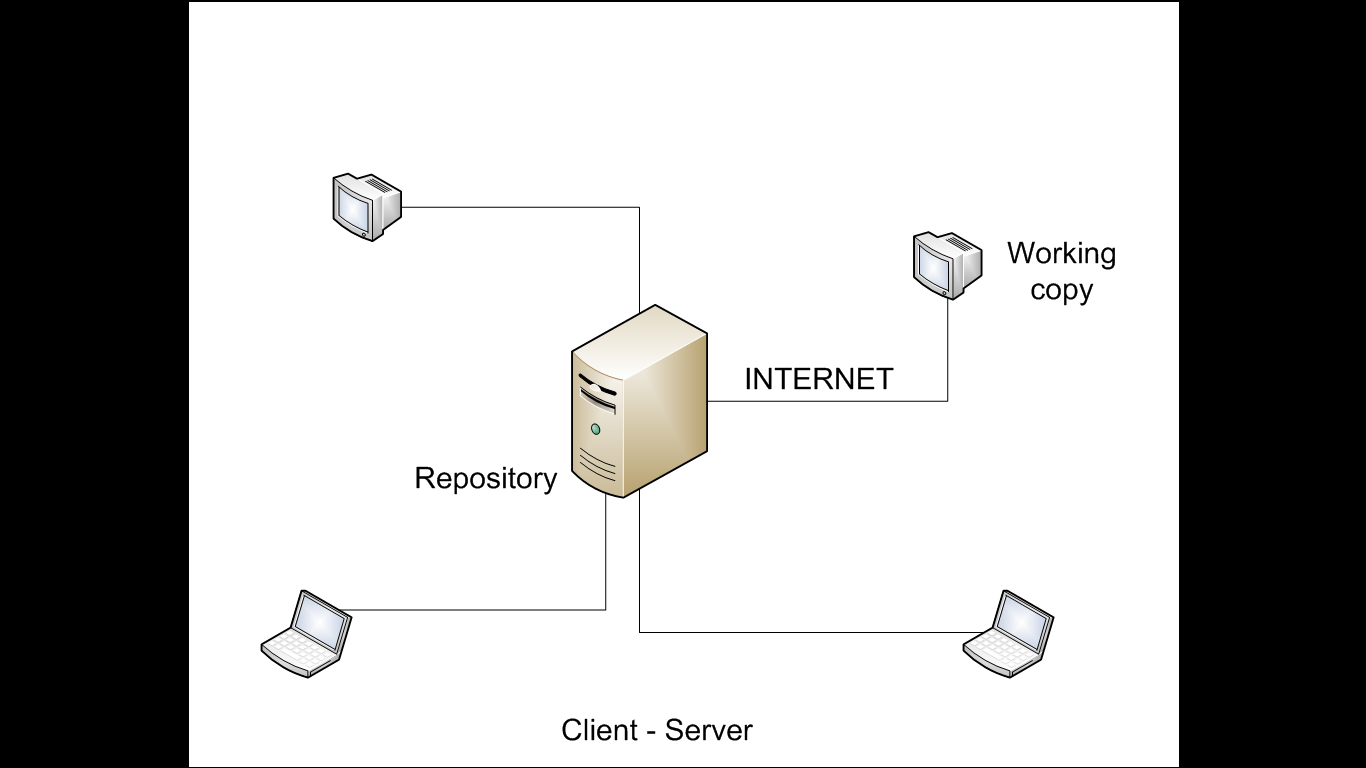 Working
copy
INTERNET
Repository
Client - Server